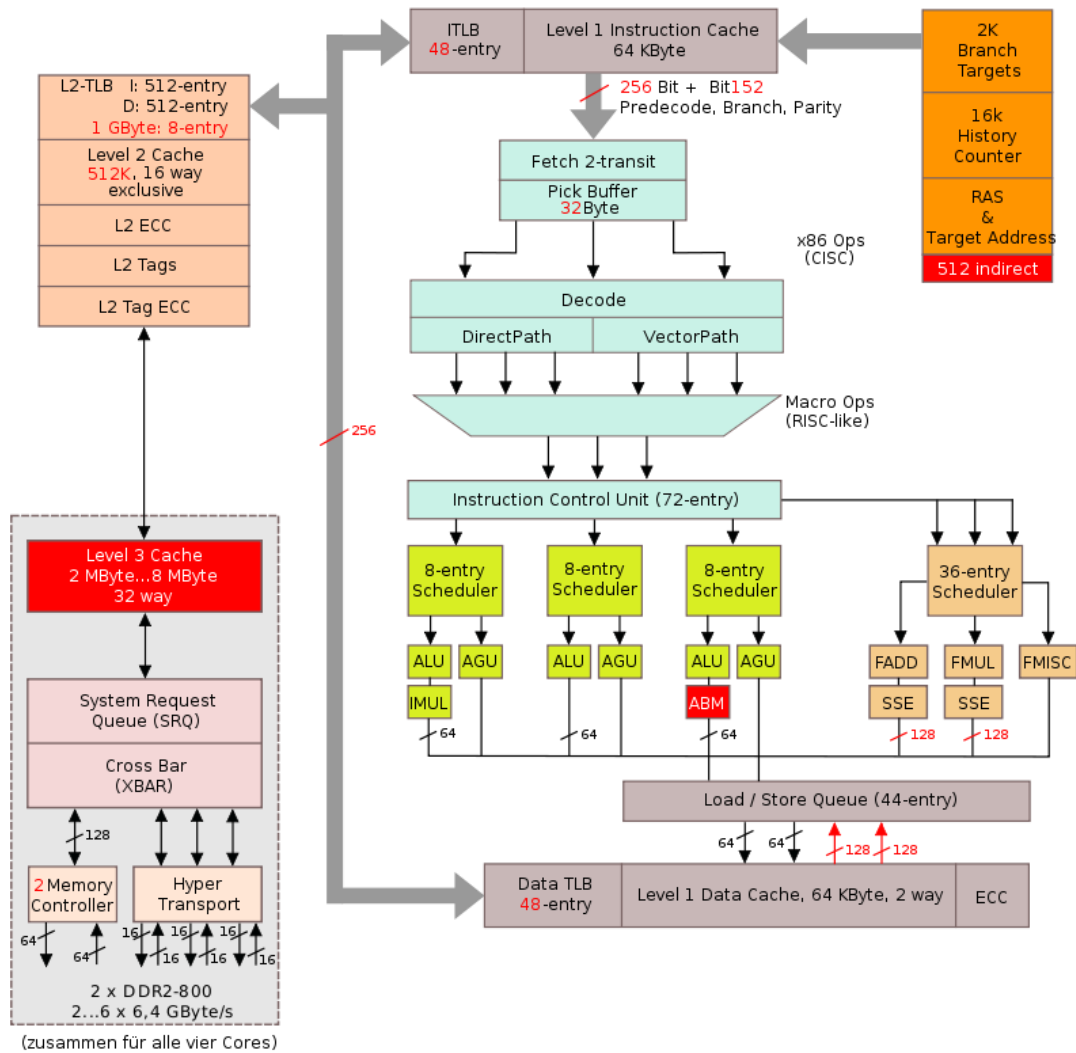 ITLB
48-entry
Level 1 Instruction Cache
64 KByte
2K
Branch
Targets
16k
History
Counter
RAS
&
Target Address
512 indirect
L2-TLB I: 512-entry
D: 512-entry
1 GByte: 8-entry
Level 2 Cache
512K, 16 way
exclusive
L2 ECC
L2 Tags
L2 Tag ECC
256 Bit + Bit152
Predecode, Branch, Parity
Fetch 2-transit
Pick Buffer
32Byte
x86 Ops
(CISC)
Decode
DirectPath
VectorPath
Macro Ops
(RISC-like)
256
Instruction Control Unit (72-entry)
8-entry
Scheduler
8-entry
Scheduler
8-entry
Scheduler
36-entry
Scheduler
ALU
AGU
ALU
AGU
ALU
AGU
FADD
FMUL
FMISC
IMUL
ABM
SSE
SSE
64
64
64
128
128
Load / Store Queue (44-entry)
64
64
128
128
Data TLB
48-entry
Level 1 Data Cache, 64 KByte, 2 way
ECC
Level 3 Cache
2 MByte...8 MByte
32 way
System Request
Queue (SRQ)
Cross Bar
(XBAR)
128
2 Memory
Controller
Hyper
Transport
64
64
16
16
16
16
16
16
2 x DDR2-800
2...6 x 6,4 GByte/s
(zusammen für alle vier Cores)